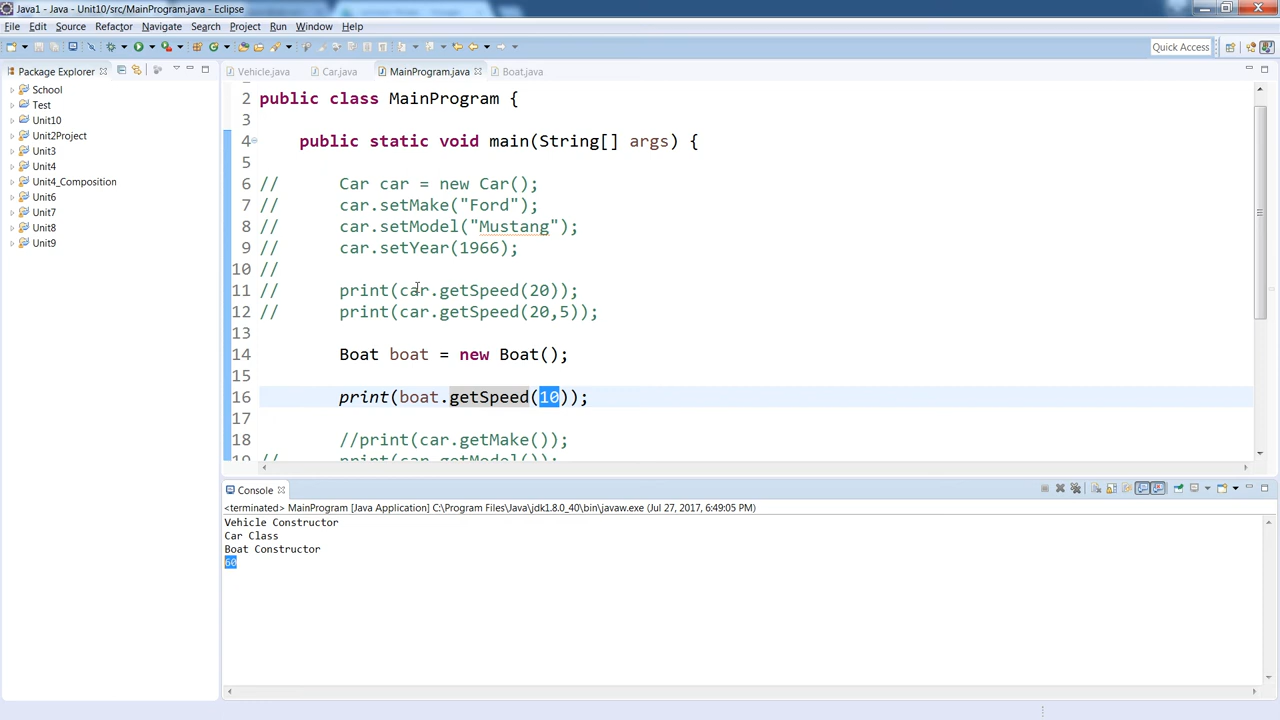 Java1 - Java - Unit10/src/MainProgram.java - Eclipse
File Edit Source Refactor Navigate Search Project Run Window Help
Quick Access
Package Explorer
School
Test
Unit10
Unit2Project
Unit3
Unit4
Unit4_Composition
Unit6
Unit7
Unit8
Unit9
Vehicle.java Car.java MainProgram.java Boat.java
2 public class MainProgram {
3
4 public static void main(String[] args) {
5
6 // Car car = new Car();
7 // car.setMake("Ford");
8 // car.setModel("Mustang");
9 // car.setYear(1966);
10 //
11 // print(car.getSpeed(20));
12 // print(car.getSpeed(20,5));
13
14 Boat boat = new Boat();
15
16 print(boat.getSpeed(10));
17
18 //print(car.getMake());
19 // print(car.getModel());
Console
<terminated> MainProgram [Java Application] C:\Program Files\Java\jdk1.8.0_40\bin\javaw.exe (Jul 27, 2017, 6:49:05 PM)
Vehicle Constructor
Car Class
Boat Constructor
60